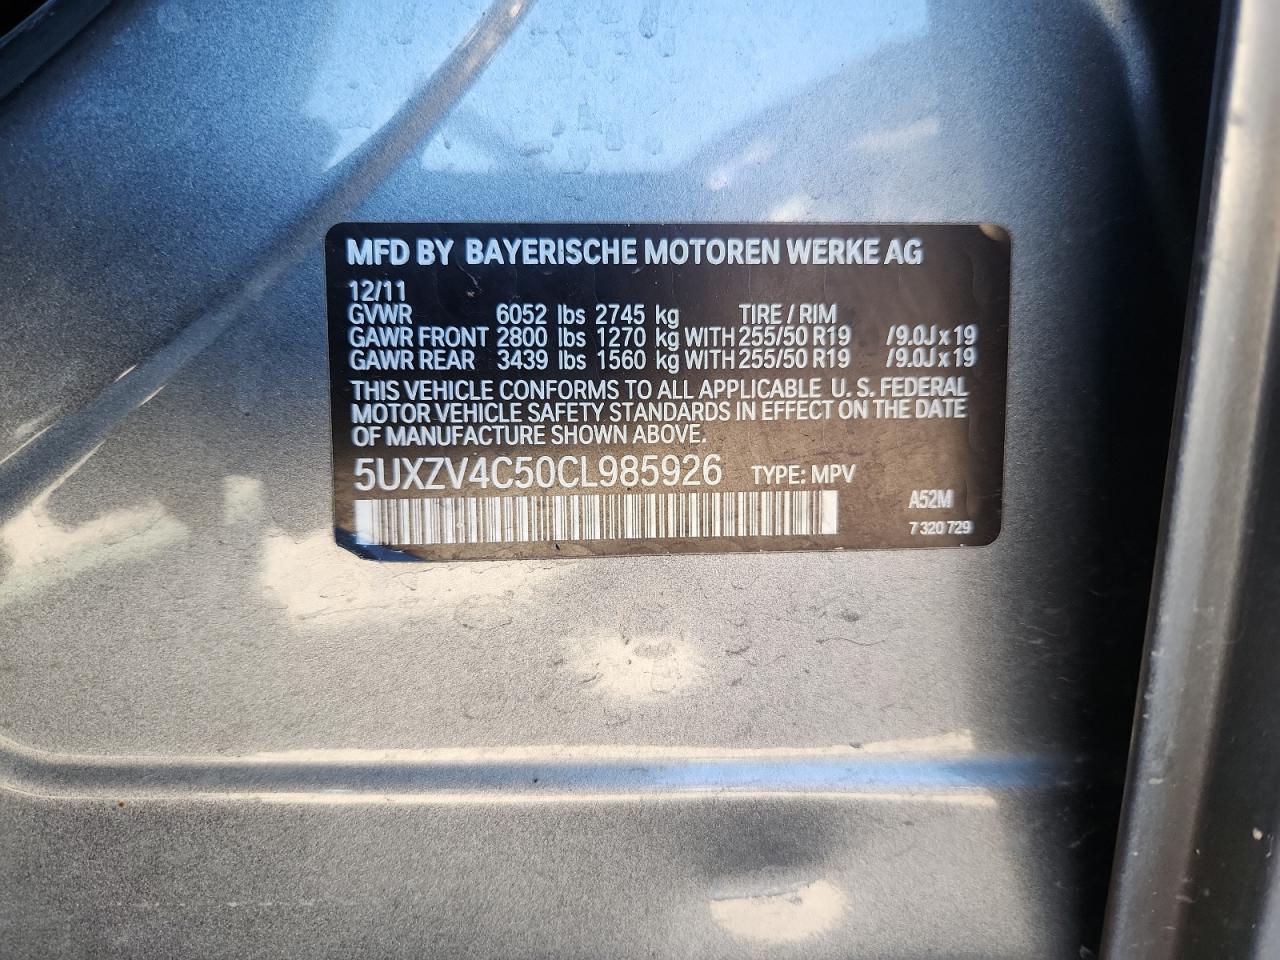 MFD BY BAYERISCHE MOTOREN WERKE AG
12/11
GVWR 6052 lbs 2745 kg TIRE / RIM
GAWR FRONT 2800 lbs 1270 kg WITH 255/50 R19 /9.0J x 19
GAWR REAR 3439 lbs 1560 kg WITH 255/50 R19 /9.0J x 19
THIS VEHICLE CONFORMS TO ALL APPLICABLE U.S. FEDERAL
MOTOR VEHICLE SAFETY STANDARDS IN EFFECT ON THE DATE
OF MANUFACTURE SHOWN ABOVE.
5UXZV4C50CL985926 TYPE: MPV
A52M
7 320 729